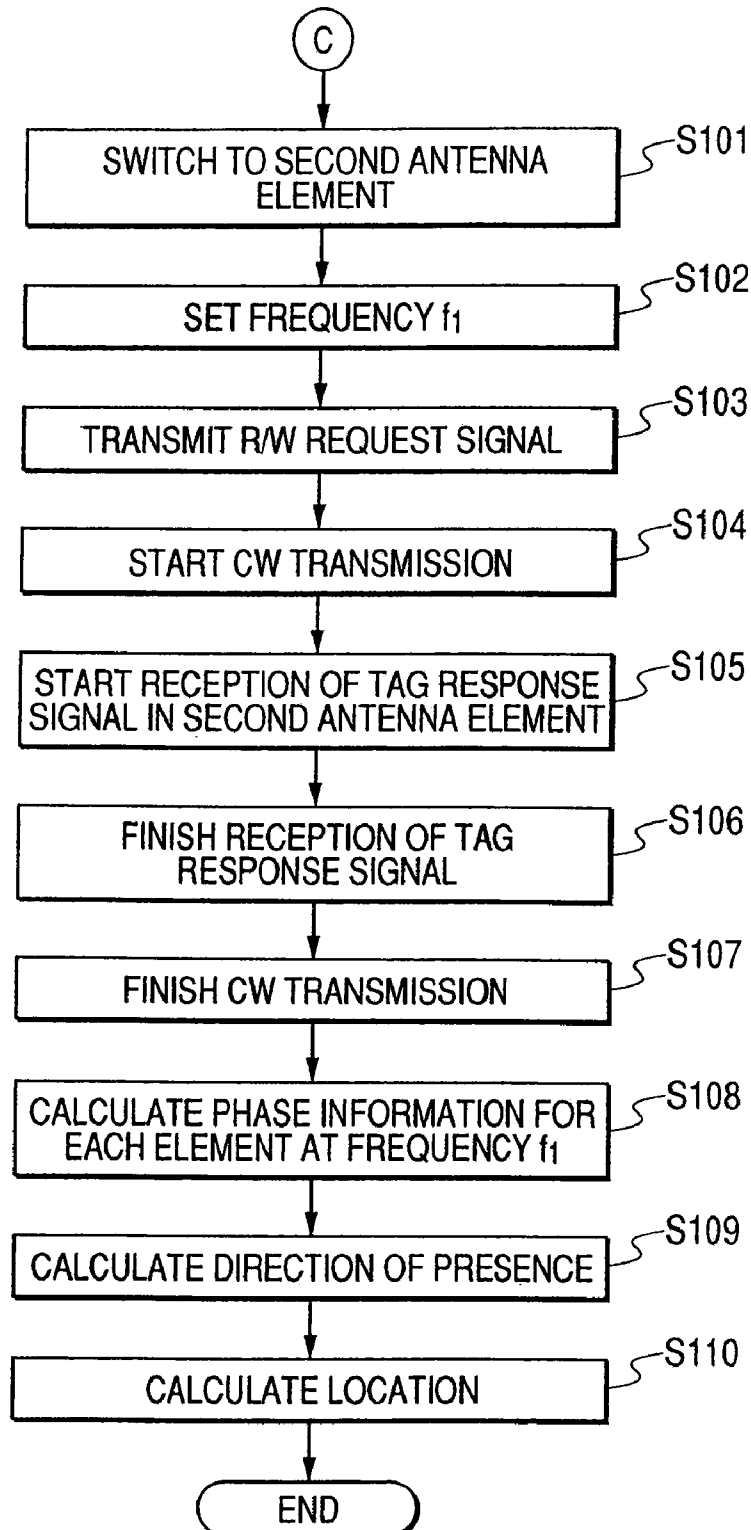 C
SWITCH TO SECOND ANTENNA
ELEMENT
S101
SET FREQUENCY f1
S102
TRANSMIT R/W REQUEST SIGNAL
S103
START CW TRANSMISSION
S104
START RECEPTION OF TAG RESPONSE
SIGNAL IN SECOND ANTENNA ELEMENT
S105
FINISH RECEPTION OF TAG
RESPONSE SIGNAL
S106
FINISH CW TRANSMISSION
S107
CALCULATE PHASE INFORMATION FOR
EACH ELEMENT AT FREQUENCY f1
S108
CALCULATE DIRECTION OF PRESENCE
S109
CALCULATE LOCATION
S110
END